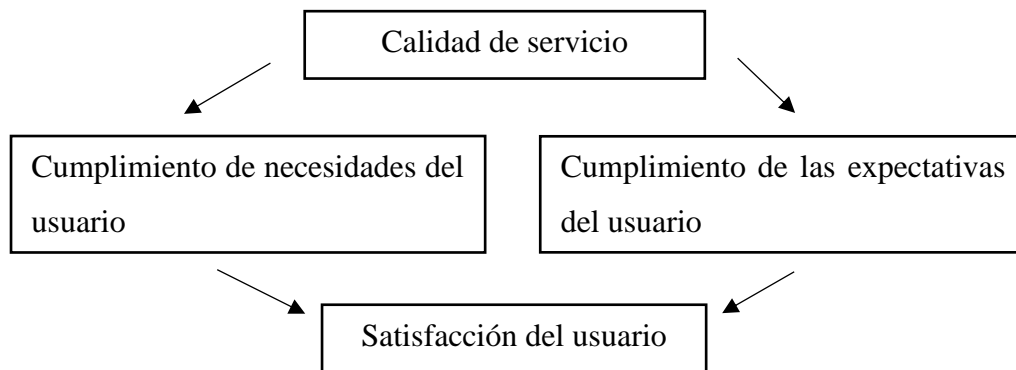 Calidad de servicio
Cumplimiento de necesidades del
usuario
Cumplimiento de las expectativas
del usuario
Satisfacción del usuario